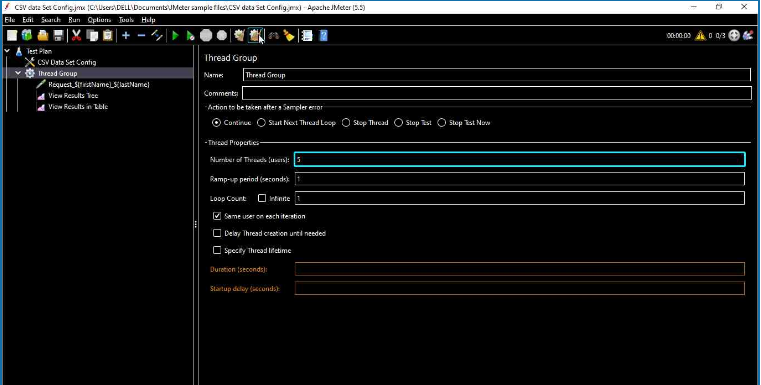 CSV data Set Config.jmx (C:\Users\DELL\Documents\JMeter sample files\CSV data Set Config.jmx) - Apache JMeter (5.5)
File Edit Search Run Options Tools Help
00:00:00 0 0/3
Test Plan
CSV Data Set Config
Thread Group
Request_${firstName}_${lastName}
View Results Tree
View Results in Table
Thread Group
Name: Thread Group
Comments:
Action to be taken after a Sampler error
Continue Start Next Thread Loop Stop Thread Stop Test Stop Test Now
Thread Properties
Number of Threads (users): 5
Ramp-up period (seconds): 1
Loop Count: Infinite 1
Same user on each iteration
Delay Thread creation until needed
Specify Thread lifetime
Duration (seconds):
Startup delay (seconds):